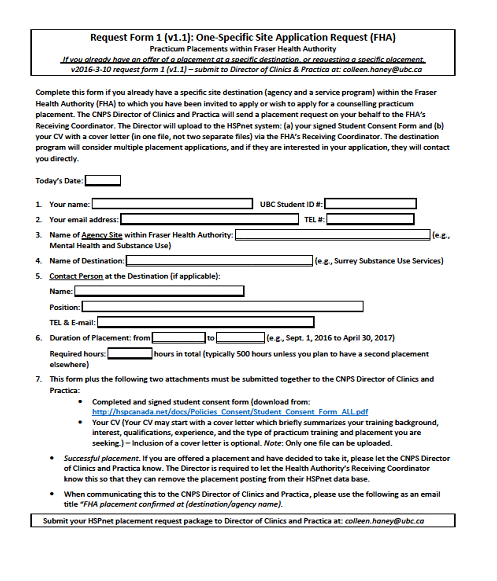 Request Form 1 (v1.1): One-Specific Site Application Request (FHA)
Practicum Placements within Fraser Health Authority
If you already have an offer of a placement at a specific destination, or requesting a specific placement.
v2016-3-10 request form 1 (v1.1) – submit to Director of Clinics & Practica at: colleen.haney@ubc.ca
Complete this form if you already have a specific site destination (agency and a service program) within the Fraser
Health Authority (FHA) to which you have been invited to apply or wish to apply for a counselling practicum
placement. The CNPS Director of Clinics and Practica will send a placement request on your behalf to the FHA's
Receiving Coordinator. The Director will upload to the HSPnet system: (a) your signed Student Consent Form and (b)
your CV with a cover letter (in one file, not two separate files) via the FHA's Receiving Coordinator. The destination
program will consider multiple placement applications, and if they are interested in your application, they will contact
you directly.
Today's Date:
1. Your name: UBC Student ID #:
2. Your email address: TEL #:
3. Name of Agency Site within Fraser Health Authority: (e.g.,
Mental Health and Substance Use)
4. Name of Destination: (e.g., Surrey Substance Use Services)
5. Contact Person at the Destination (if applicable):
Name:
Position:
TEL & E-mail:
6. Duration of Placement: from to (e.g., Sept. 1, 2016 to April 30, 2017)
Required hours: hours in total (typically 500 hours unless you plan to have a second placement
elsewhere)
7. This form plus the following two attachments must be submitted together to the CNPS Director of Clinics and
Practica:
• Completed and signed student consent form (download from:
http://hspcanada.net/docs/Policies_Consent/Student_Consent_Form_ALL.pdf
• Your CV (Your CV may start with a cover letter which briefly summarizes your training background,
interest, qualifications, experience, and the type of practicum training and placement you are
seeking.) – Inclusion of a cover letter is optional. Note: Only one file can be uploaded.
• Successful placement. If you are offered a placement and have decided to take it, please let the CNPS Director
of Clinics and Practica know. The Director is required to let the Health Authority's Receiving Coordinator
know this so that they can remove the placement posting from their HSPnet data base.
• When communicating this to the CNPS Director of Clinics and Practica, please use the following as an email
title "FHA placement confirmed at (destination/agency name).
Submit your HSPnet placement request package to Director of Clinics and Practica at: colleen.haney@ubc.ca